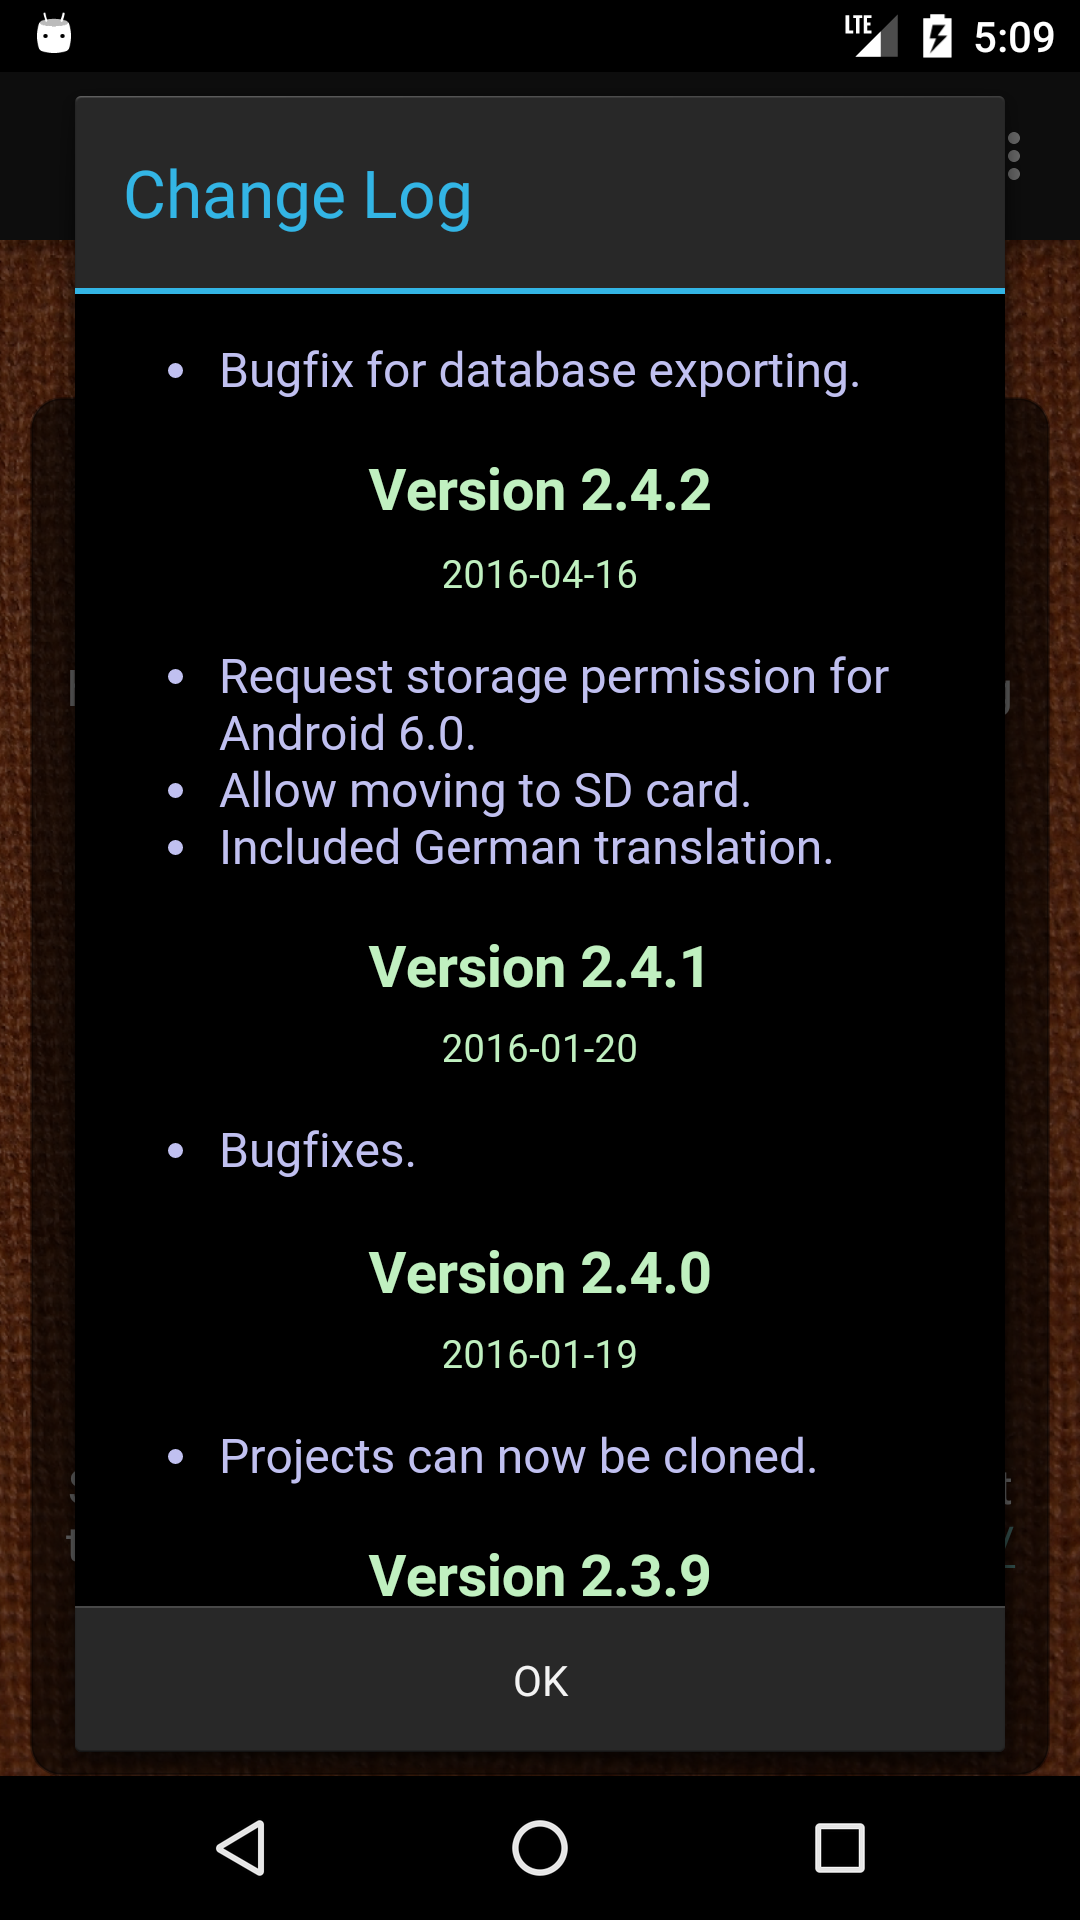 LTE 5:09
Change Log
• Bugfix for database exporting.
Version 2.4.2
2016-04-16
• Request storage permission for
Android 6.0.
• Allow moving to SD card.
• Included German translation.
Version 2.4.1
2016-01-20
• Bugfixes.
Version 2.4.0
2016-01-19
• Projects can now be cloned.
Version 2.3.9
OK